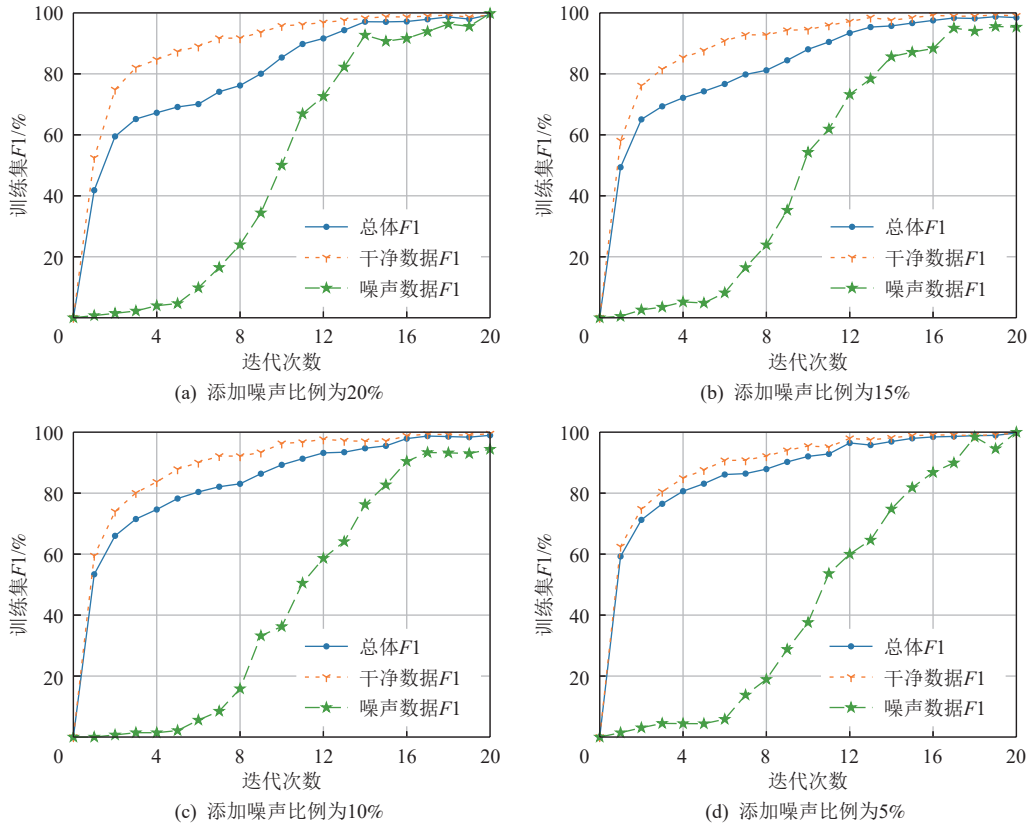 100
80
60
40
20
0
训练集F1/%
总体F1
干净数据F1
噪声数据F1
0 4 8 12 16 20
迭代次数
(a) 添加噪声比例为20%
100
80
60
40
20
0
训练集F1/%
总体F1
干净数据F1
噪声数据F1
0 4 8 12 16 20
迭代次数
(b) 添加噪声比例为15%
100
80
60
40
20
0
训练集F1/%
总体F1
干净数据F1
噪声数据F1
0 4 8 12 16 20
迭代次数
(c) 添加噪声比例为10%
100
80
60
40
20
0
训练集F1/%
总体F1
干净数据F1
噪声数据F1
0 4 8 12 16 20
迭代次数
(d) 添加噪声比例为5%